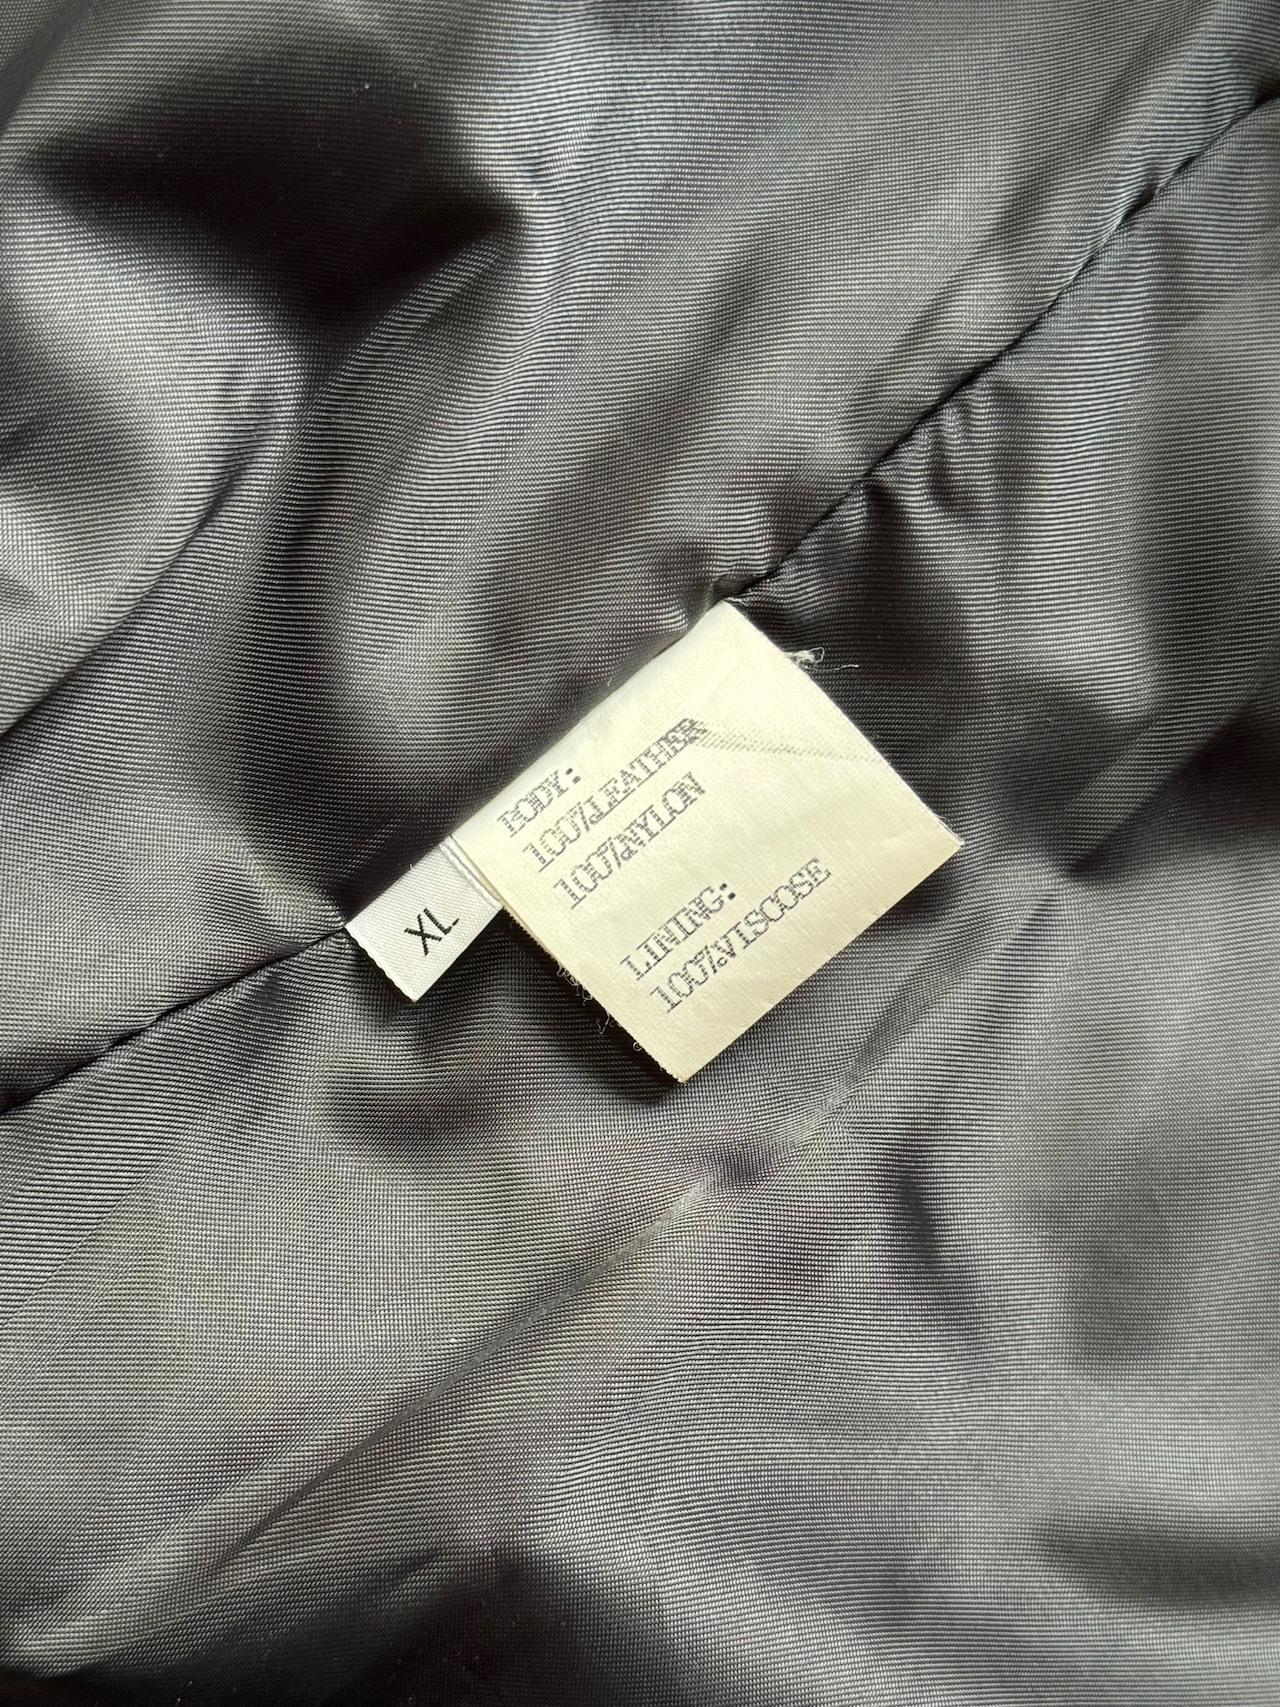 BODY:
100%LEATHER
100%NYLON
LINING:
100%VISCOSE
XL